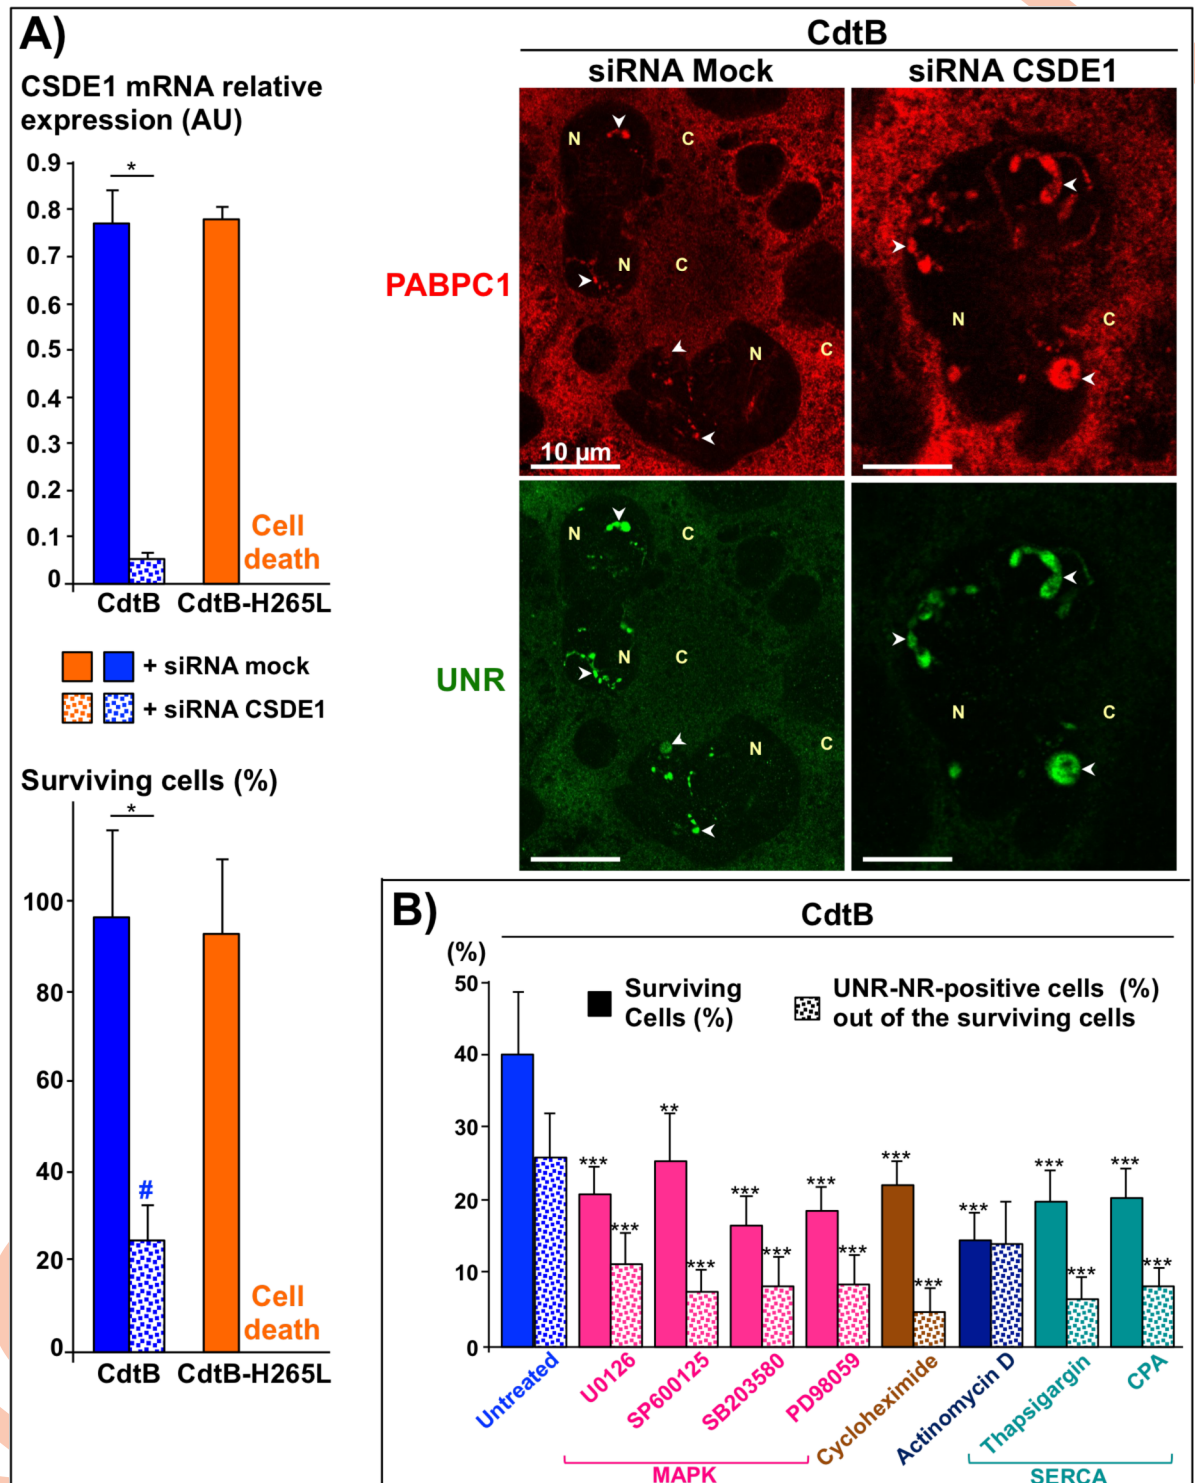 A)
CSDE1 mRNA relative
expression (AU)
0.9
0.8
0.7
0.6
0.5
0.4
0.3
0.2
0.1
0
*
Cell
death
CdtB CdtB-H265L
+ siRNA mock
+ siRNA CSDE1
Surviving cells (%)
100
80
60
40
20
0
*
#
Cell
death
CdtB CdtB-H265L
CdtB
siRNA Mock siRNA CSDE1
PABPC1
N C
N C
N C
10 µm
N C
UNR
N C
N C
N C
N C
B)
CdtB
(%)
50
40
30
20
10
0
Surviving
Cells (%)
UNR-NR-positive cells (%)
out of the surviving cells
*** *** ** *** *** *** *** *** *** *** *** *** *** *** ***
Untreated
U0126
SP600125
SB203580
PD98059
Cycloheximide
Actinomycin D
Thapsigargin
CPA
MAPK
SERCA